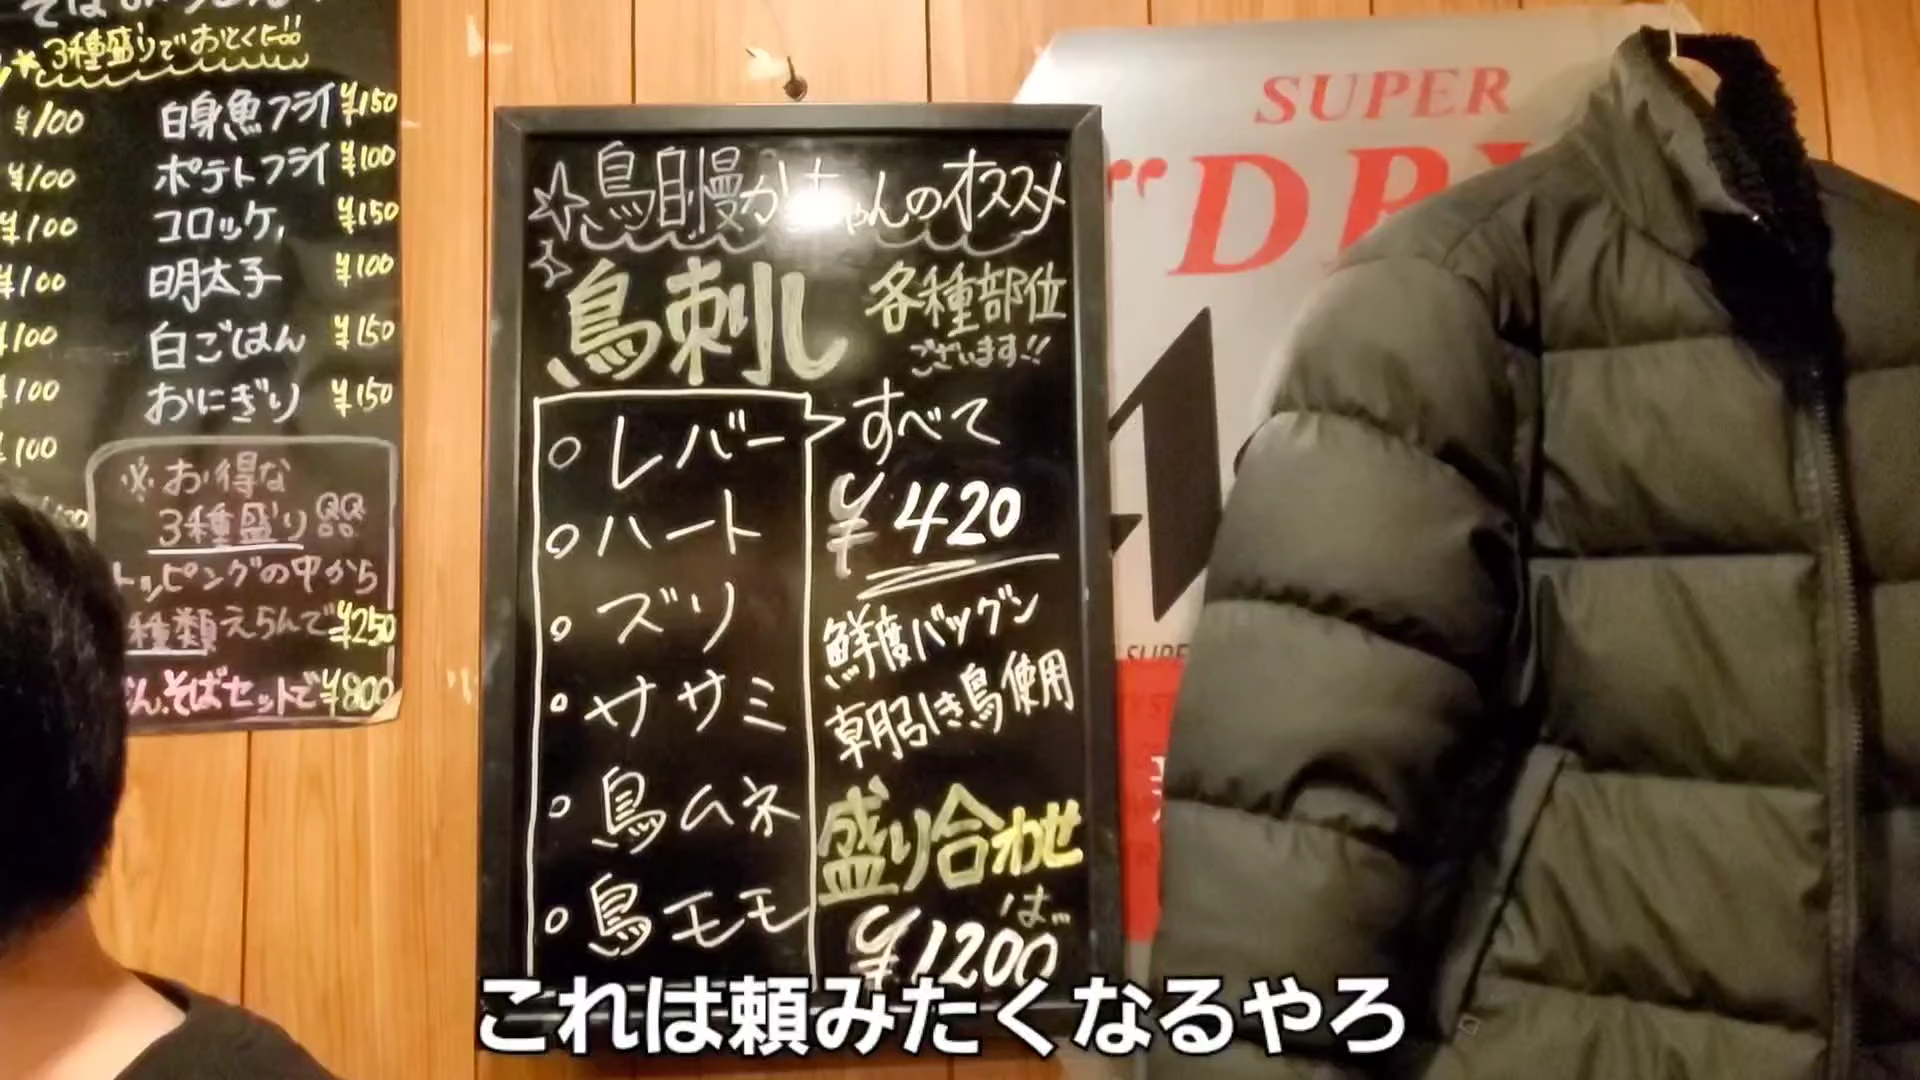 3種盛りでおとくに!!
¥100 白身魚フライ ¥150
¥100 ポテトフライ ¥100
¥100 コロッケ ¥150
¥100 明太子 ¥100
¥100 白ごはん ¥150
¥100 おにぎり ¥150
¥100
※お得な
3種盛り
トッピングの中から
種類えらんで¥250
そばセットで¥800
鳥自慢かあちゃんのオススメ
鳥刺し 各種部位
ございます!!
○レバー
○ハート
○ズリ
○ササミ
○鳥ムネ
○鳥モモ
すべて
¥420
鮮度バツグン
朝引き鳥使用
盛り合わせ
は…
¥1200
SUPER
"DRY
SUPE
これは頼みたくなるやろ